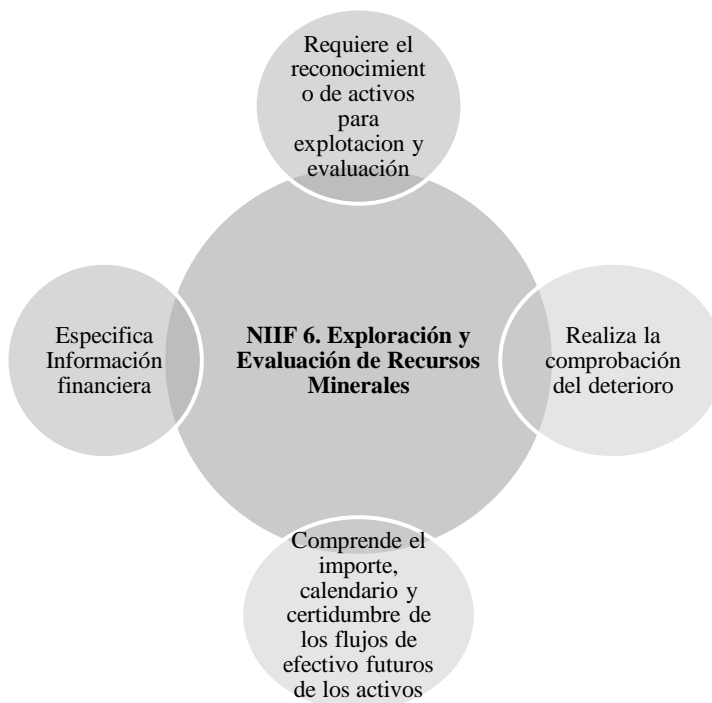 Requiere el
reconocimient
o de activos
para
explotacion y
evaluación
Especifica
Información
financiera
NIIF 6. Exploración y
Evaluación de Recursos
Minerales
Realiza la
comprobación
del deterioro
Comprende el
importe,
calendario y
certidumbre de
los flujos de
efectivo futuros
de los activos